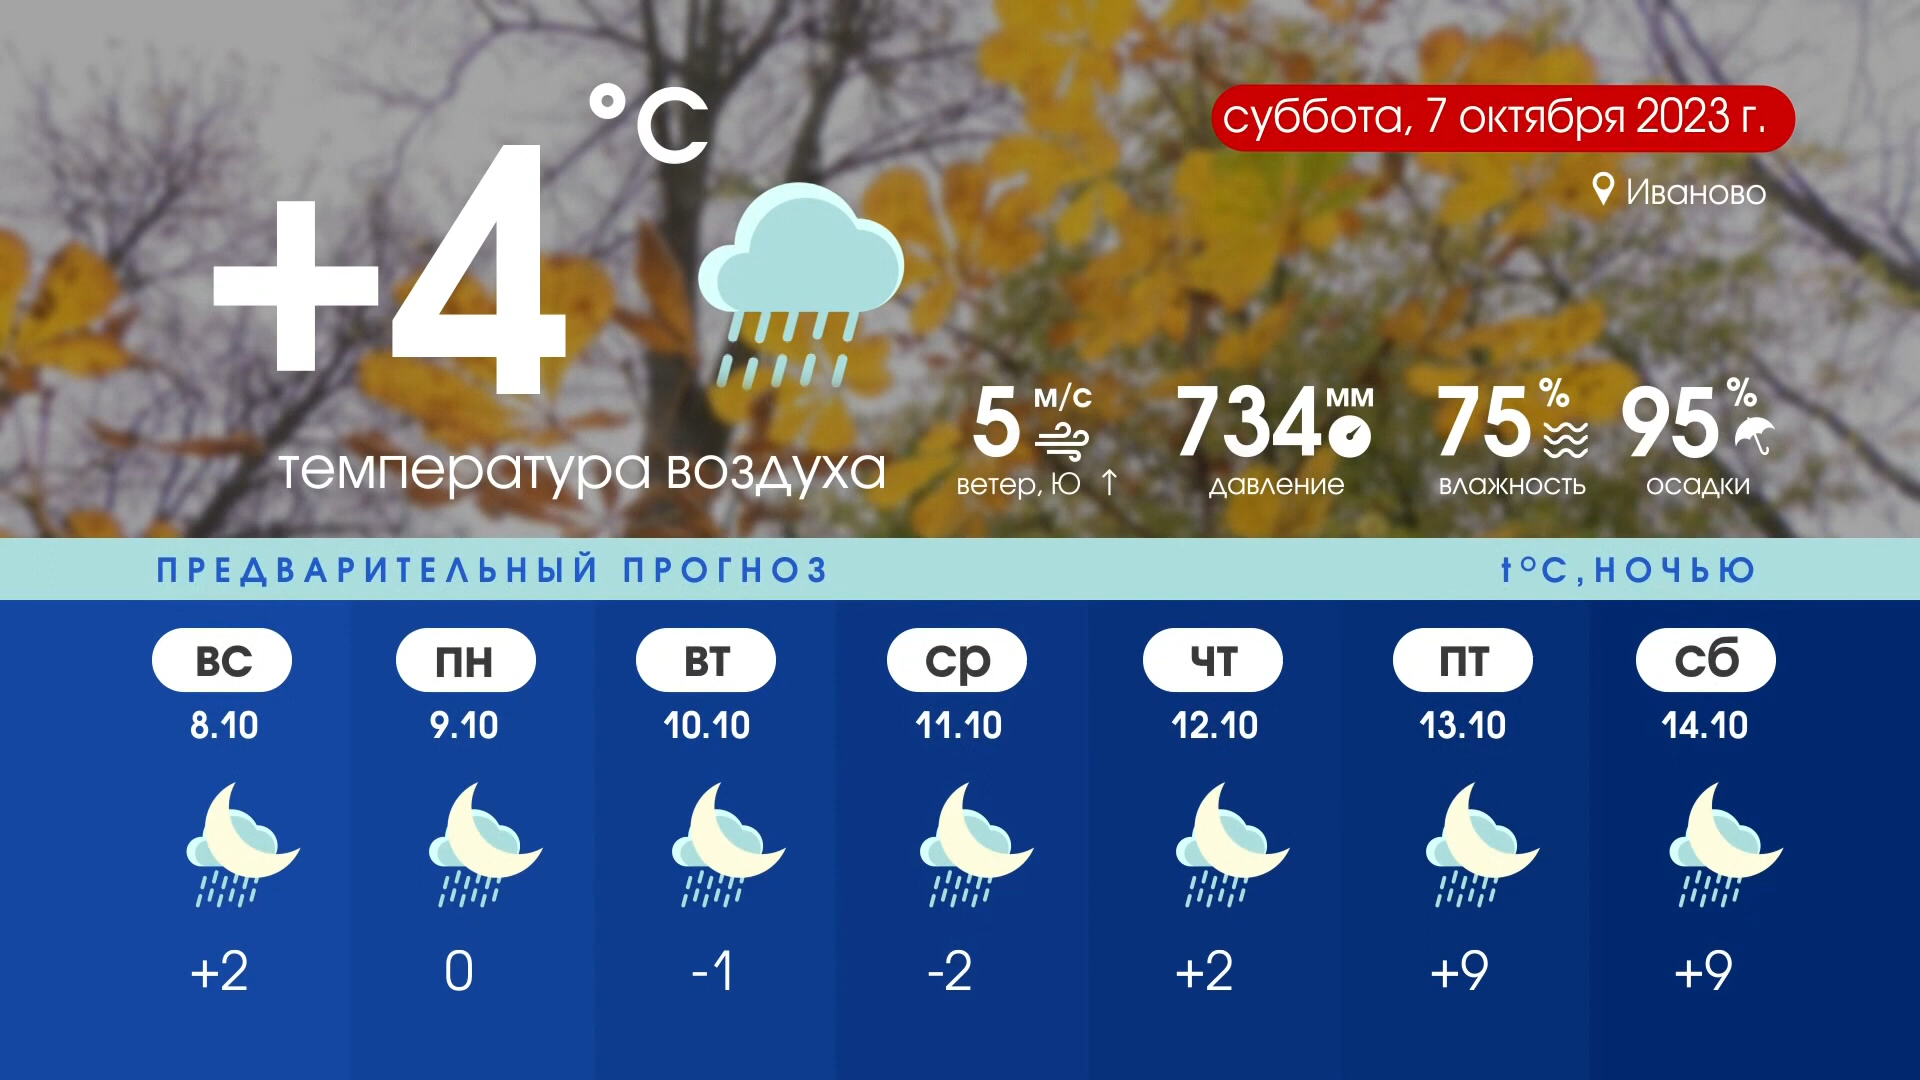 суббота, 7 октября 2023 г.
Иваново
+4 °C
температура воздуха
5 м/с
ветер, Ю ↑
734 мм
давление
75 %
влажность
95 %
осадки
ПРЕДВАРИТЕЛЬНЫЙ ПРОГНОЗ
t°C, НОЧЬЮ
вс пн вт ср чт пт сб
8.10 9.10 10.10 11.10 12.10 13.10 14.10
+2 0 -1 -2 +2 +9 +9